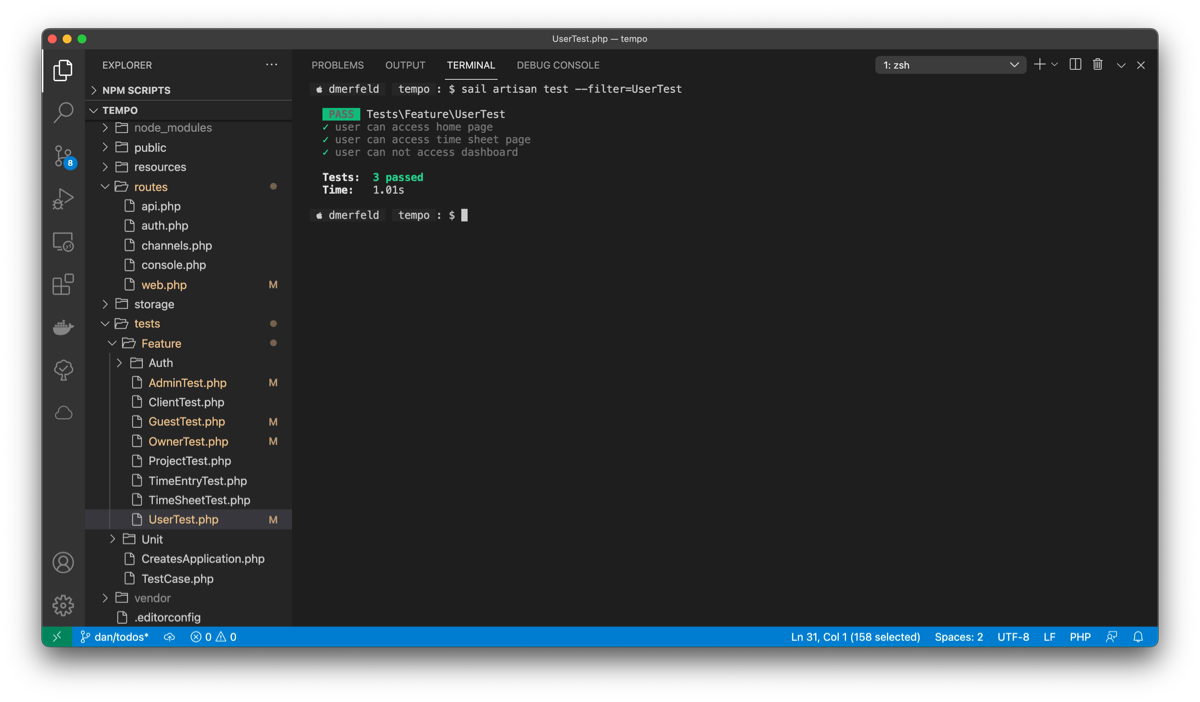 UserTest.php — tempo
EXPLORER
NPM SCRIPTS
TEMPO
node_modules
public
resources
routes
api.php
auth.php
channels.php
console.php
web.php M
storage
tests
Feature
Auth
AdminTest.php M
ClientTest.php
GuestTest.php M
OwnerTest.php M
ProjectTest.php
TimeEntryTest.php
TimeSheetTest.php
UserTest.php M
Unit
CreatesApplication.php
TestCase.php
vendor
.editorconfig
8
PROBLEMS OUTPUT TERMINAL DEBUG CONSOLE 1: zsh
dmerfeld tempo : $ sail artisan test --filter=UserTest
PASS Tests\Feature\UserTest
✓ user can access home page
✓ user can access time sheet page
✓ user can not access dashboard
Tests: 3 passed
Time: 1.01s
dmerfeld tempo : $
dan/todos* 0 0 Ln 31, Col 1 (158 selected) Spaces: 2 UTF-8 LF PHP